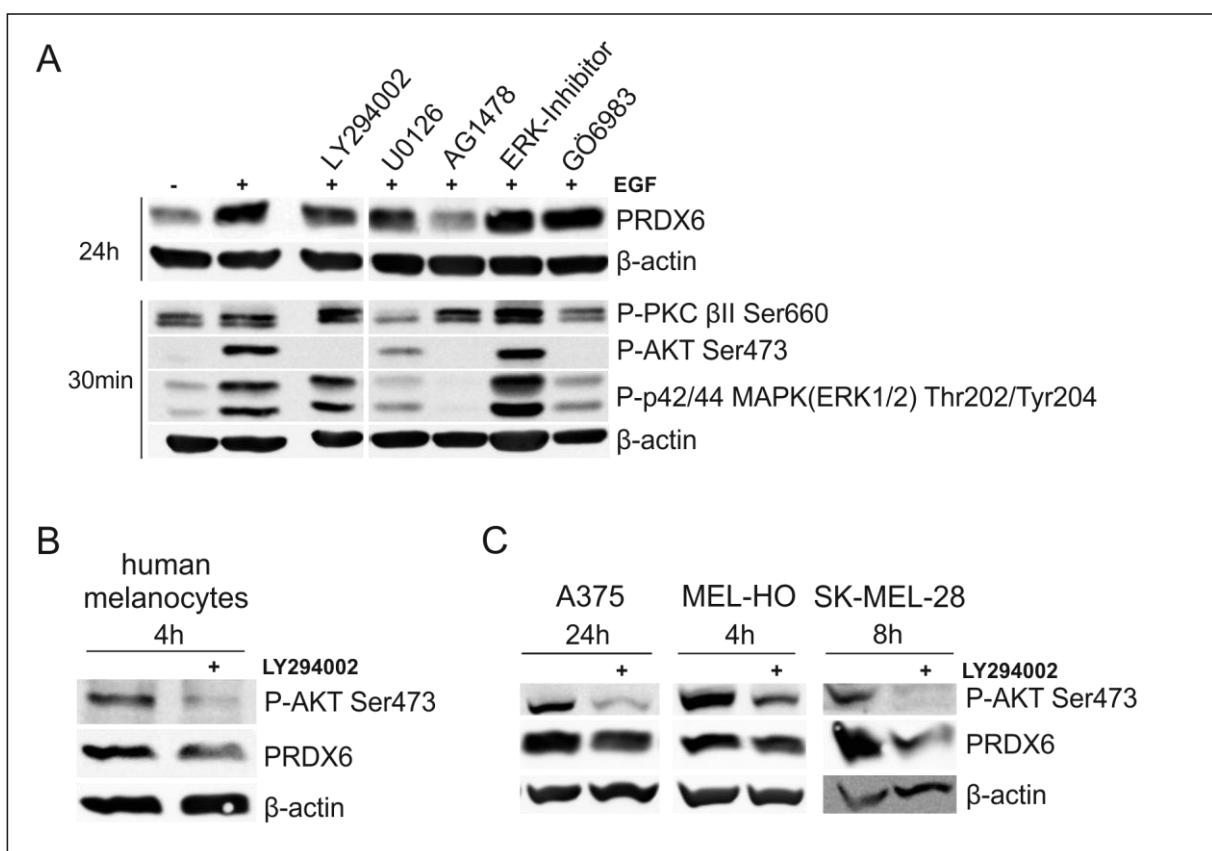 A
LY294002
U0126
AG1478
ERK-Inhibitor
GÖ6983
- + + + + + + EGF
PRDX6
24h
β-actin
P-PKC βII Ser660
P-AKT Ser473
30min
P-p42/44 MAPK(ERK1/2) Thr202/Tyr204
β-actin
B
human
melanocytes
4h
+ LY294002
P-AKT Ser473
PRDX6
β-actin
C
A375 MEL-HO SK-MEL-28
24h 4h 8h
+ + + LY294002
P-AKT Ser473
PRDX6
β-actin